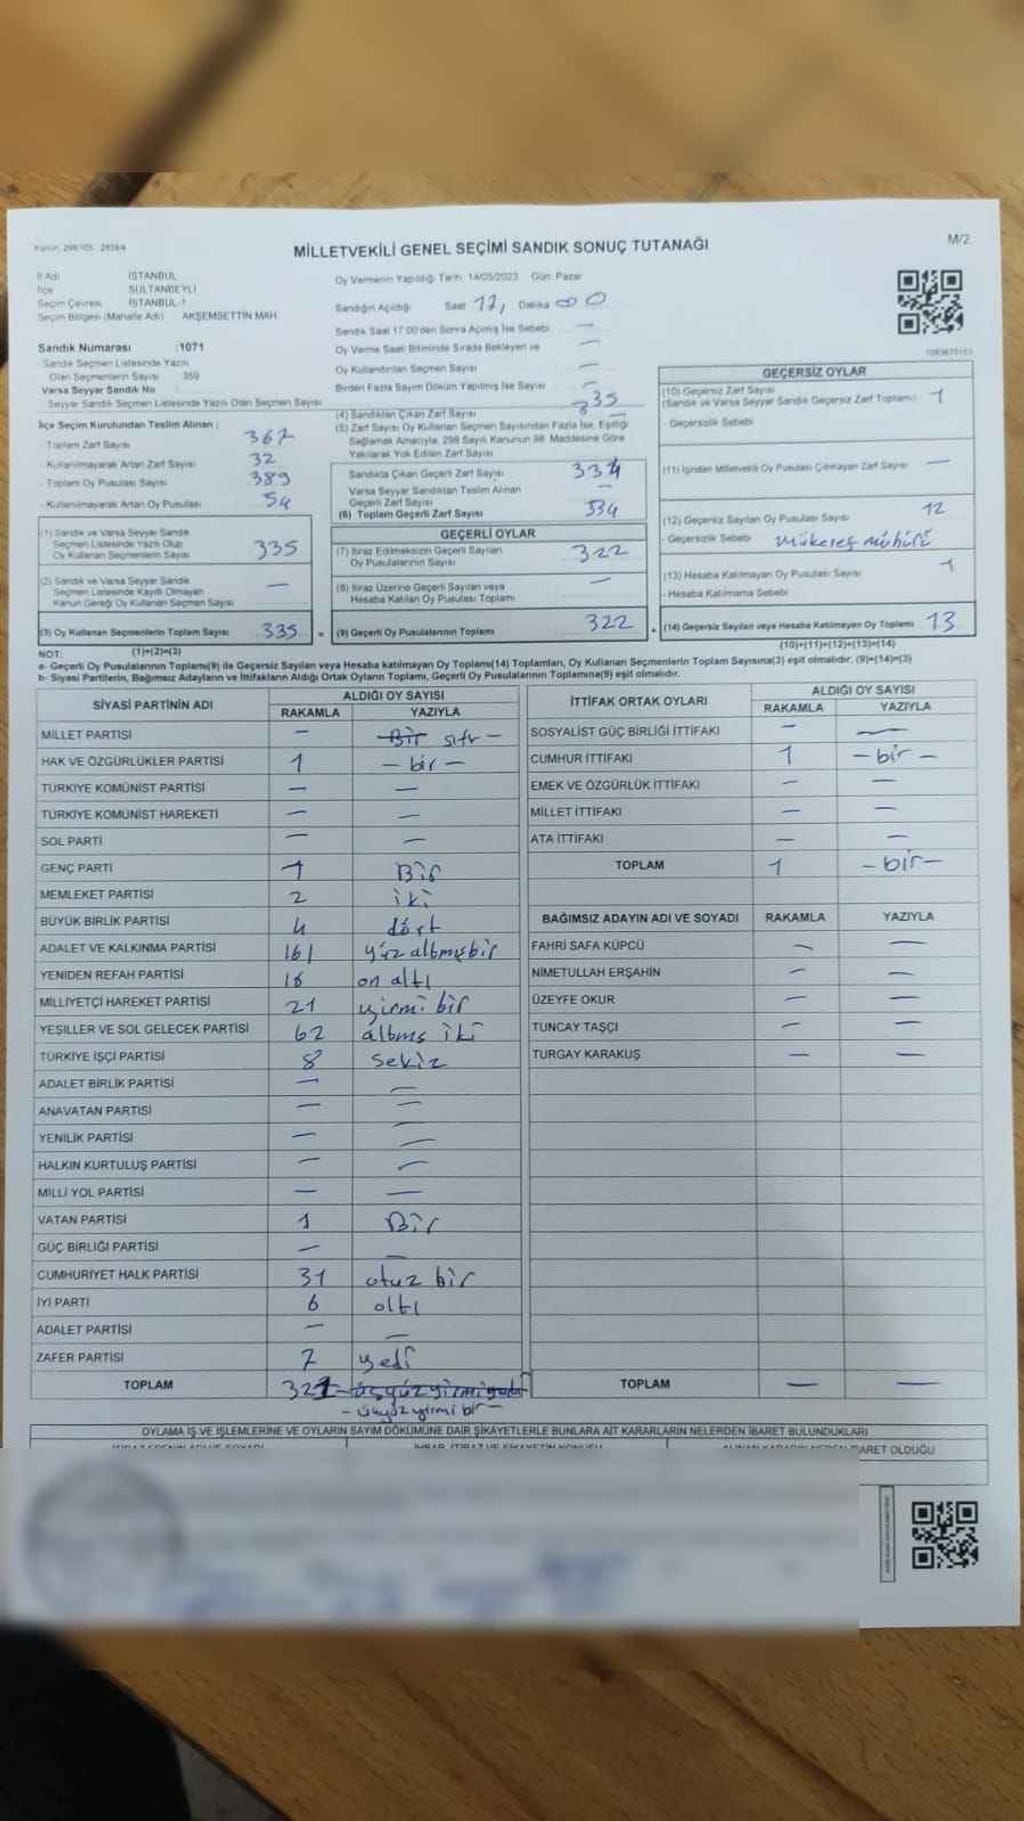 MİLLETVEKİLİ GENEL SEÇİMİ SANDIK SONUÇ TUTANAĞI
M/2
İl Adı İSTANBUL
İlçe SULTANBEYLİ
Seçim Çevresi İSTANBUL-1
Seçim Bölgesi (Mahalle Adı) AKŞEMSETTİN MAH
Sandık Numarası :1071
Sandık Seçmen Listesinde Yazılı
Olan Seçmenlerin Sayısı 359
Varsa Seyyar Sandık No
Seyyar Sandık Seçmen Listesinde Yazılı Olan Seçmen Sayısı
İlçe Seçim Kurulundan Teslim Alınan ;
- Toplam Zarf Sayısı 367
- Kullanılmayarak Artan Zarf Sayısı 32
- Toplam Oy Pusulası Sayısı 389
- Kullanılmayarak Artan Oy Pusulası 54
(1) Sandık ve Varsa Seyyar Sandık
Seçmen Listesinde Yazılı Olup
Oy Kullanan Seçmenlerin Sayısı 335
(2) Sandık ve Varsa Seyyar Sandık
Seçmen Listesinde Kayıtlı Olmayan
Kanun Gereği Oy Kullanan Seçmen Sayısı —
(3) Oy Kullanan Seçmenlerin Toplam Sayısı 335 =
(1)+(2)=(3)
Oy Vermenin Yapıldığı Tarih: 14/05/2023 Gün: Pazar
Sandığın Açıldığı Saat 17, Dakika 00
Sandık Saat 17:00'den Sonra Açılmış İse Sebebi —
Oy Verme Saati Bitiminde Sırada Bekleyen ve —
Oy Kullandırılan Seçmen Sayısı —
Birden Fazla Sayım Döküm Yapılmış İse Sayısı —
(4) Sandıktan Çıkan Zarf Sayısı 335
(5) Zarf Sayısı Oy Kullanan Seçmen Sayısından Fazla İse, Eşitliği —
Sağlamak Amacıyla, 298 Sayılı Kanunun 98. Maddesine Göre
Yakılarak Yok Edilen Zarf Sayısı
Sandıkta Çıkan Geçerli Zarf Sayısı 334
Varsa Seyyar Sandıktan Teslim Alınan
Geçerli Zarf Sayısı —
(6) Toplam Geçerli Zarf Sayısı 334
GEÇERLİ OYLAR
(7) İtiraz Edilmeksizin Geçerli Sayılan
Oy Pusulalarının Sayısı 322
(8) İtiraz Üzerine Geçerli Sayılan veya
Hesaba Katılan Oy Pusulası Toplamı —
(9) Geçerli Oy Pusulalarının Toplamı 322 +
GEÇERSİZ OYLAR
(10) Geçersiz Zarf Sayısı 1
(Sandık ve Varsa Seyyar Sandık Geçersiz Zarf Toplamı)
- Geçersizlik Sebebi
(11) İçinden Milletvekili Oy Pusulası Çıkmayan Zarf Sayısı —
(12) Geçersiz Sayılan Oy Pusulası Sayısı 12
- Geçersizlik Sebebi Mükerer mühürü
(13) Hesaba Katılmayan Oy Pusulası Sayısı 1
- Hesaba Katılmama Sebebi
(14) Geçersiz Sayılan veya Hesaba Katılmayan Oy Toplamı 13
(10)+(11)+(12)+(13)=(14)
NOT:
a- Geçerli Oy Pusulalarının Toplamı(9) ile Geçersiz Sayılan veya Hesaba katılmayan Oy Toplamı(14) Toplamları, Oy Kullanan Seçmenlerin Toplam Sayısına(3) eşit olmalıdır. (9)+(14)=(3)
b- Siyasi Partilerin, Bağımsız Adayların ve İttifakların Aldığı Oyların Toplamı, Geçerli Oy Pusulalarının Toplamına(9) eşit olmalıdır.
SİYASİ PARTİNİN ADI ALDIĞI OY SAYISI
RAKAMLA YAZIYLA
MİLLET PARTİSİ — Bir sıfır —
HAK VE ÖZGÜRLÜKLER PARTİSİ 1 — bir —
TÜRKİYE KOMÜNİST PARTİSİ — —
TÜRKİYE KOMÜNİST HAREKETİ — —
SOL PARTİ — —
GENÇ PARTİ 1 Bir
MEMLEKET PARTİSİ 2 iki
BÜYÜK BİRLİK PARTİSİ 4 dört
ADALET VE KALKINMA PARTİSİ 161 yüz altmışbir
YENİDEN REFAH PARTİSİ 16 on altı
MİLLİYETÇİ HAREKET PARTİSİ 21 yirmi bir
YEŞİLLER VE SOL GELECEK PARTİSİ 62 altmış iki
TÜRKİYE İŞÇİ PARTİSİ 8 sekiz
ADALET BİRLİK PARTİSİ — —
ANAVATAN PARTİSİ — —
YENİLİK PARTİSİ — —
HALKIN KURTULUŞ PARTİSİ — —
MİLLİ YOL PARTİSİ — —
VATAN PARTİSİ 1 Bir
GÜÇ BİRLİĞİ PARTİSİ — —
CUMHURİYET HALK PARTİSİ 31 otuz bir
İYİ PARTİ 6 altı
ADALET PARTİSİ — —
ZAFER PARTİSİ 7 yedi
TOPLAM 321
— üçyüz yirmi bir —
İTTİFAK ORTAK OYLARI ALDIĞI OY SAYISI
RAKAMLA YAZIYLA
SOSYALİST GÜÇ BİRLİĞİ İTTİFAKI — —
CUMHUR İTTİFAKI 1 — bir —
EMEK VE ÖZGÜRLÜK İTTİFAKI — —
MİLLET İTTİFAKI — —
ATA İTTİFAKI — —
TOPLAM 1 — bir —
BAĞIMSIZ ADAYIN ADI VE SOYADI RAKAMLA YAZIYLA
FAHRİ SAFA KÜPCÜ — —
NİMETULLAH ERŞAHİN — —
ÜZEYFE OKUR — —
TUNCAY TAŞÇI — —
TURGAY KARAKUŞ — —
TOPLAM — —
OYLAMA İŞ VE İŞLEMLERİNE VE OYLARIN SAYIM DÖKÜMÜNE DAİR ŞİKAYETLERLE BUNLARA AİT KARARLARIN NELERDEN İBARET BULUNDUKLARI
İBARET OLDUĞU